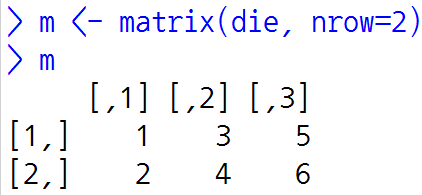 > m <- matrix(die, nrow=2)
> m
     [,1] [,2] [,3]
[1,]    1    3    5
[2,]    2    4    6